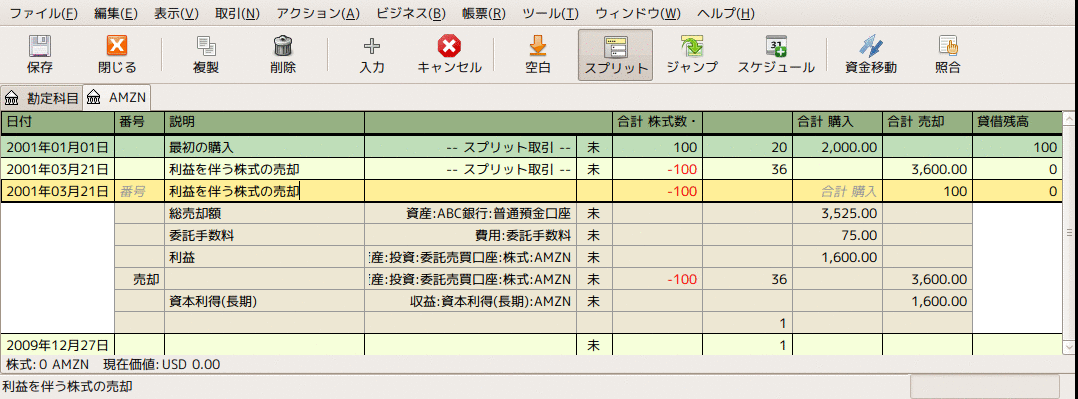 ファイル(F) 編集(E) 表示(V) 取引(N) アクション(A) ビジネス(B) 帳票(R) ツール(T) ウィンドウ(W) ヘルプ(H)
保存 閉じる 複製 削除 入力 キャンセル 空白 スプリット ジャンプ スケジュール 資金移動 照合
勘定科目 AMZN
日付 番号 説明 合計 株式数・ 合計 購入 合計 売却 貸借残高
2001年01月01日 最初の購入 -- スプリット取引 -- 未 100 20 2,000.00 100
2001年03月21日 利益を伴う株式の売却 -- スプリット取引 -- 未 -100 36 3,600.00 0
2001年03月21日 番号 利益を伴う株式の売却 -100 合計 購入 100 0
総売却額 資産:ABC銀行:普通預金口座 未 3,525.00
委託手数料 費用:委託手数料 未 75.00
利益 産:投資:委託売買口座:株式:AMZN 未 1,600.00
売却 産:投資:委託売買口座:株式:AMZN 未 -100 36 3,600.00
資本利得(長期) 収益:資本利得(長期):AMZN 未 1,600.00
1
2009年12月27日 未 1
株式:0 AMZN 現在価値: USD 0.00
利益を伴う株式の売却